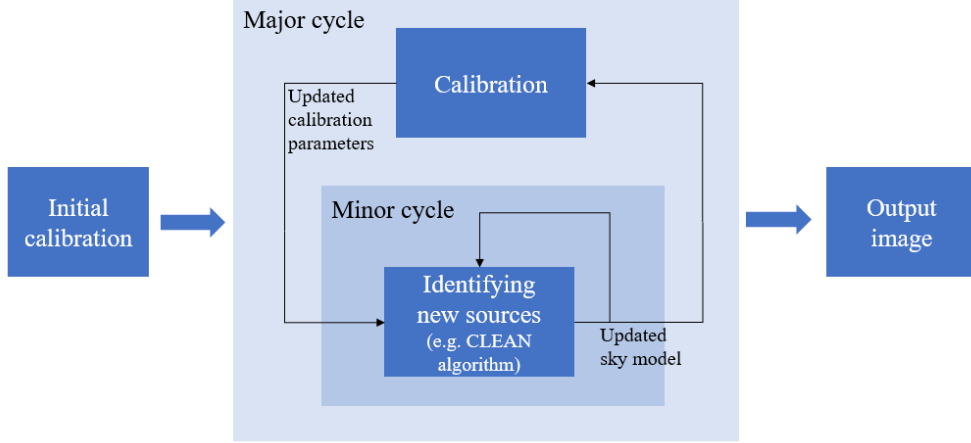 Major cycle
Calibration
Updated
calibration
parameters
Initial
calibration
Minor cycle
Identifying
new sources
(e.g. CLEAN
algorithm)
Updated
sky model
Output
image